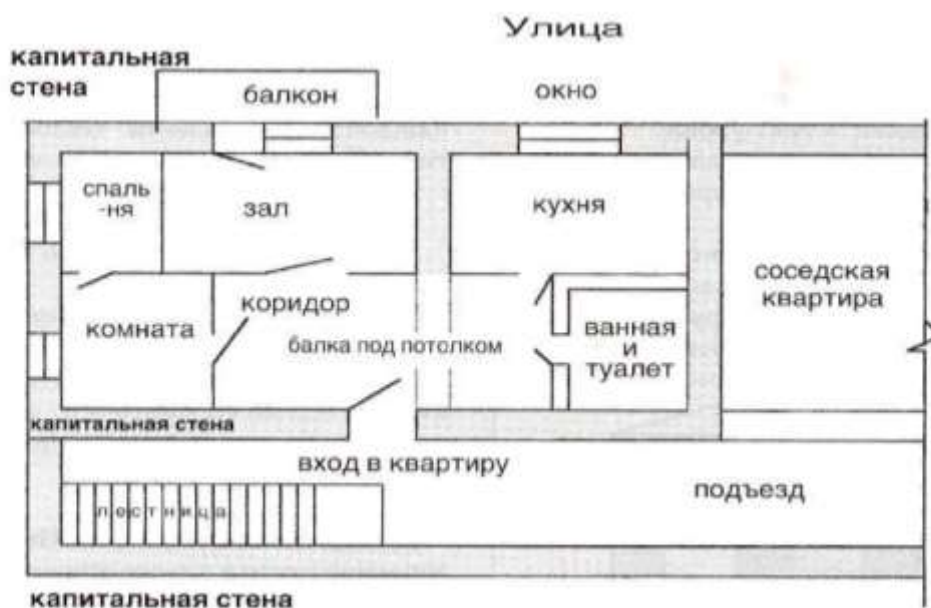 Улица
капитальная
стена
балкон
окно
спаль
-ня
зал
кухня
соседская
квартира
коридор
комната
балка под потолком
ванная
и
туалет
капитальная стена
вход в квартиру
подъезд
лестница
капитальная стена